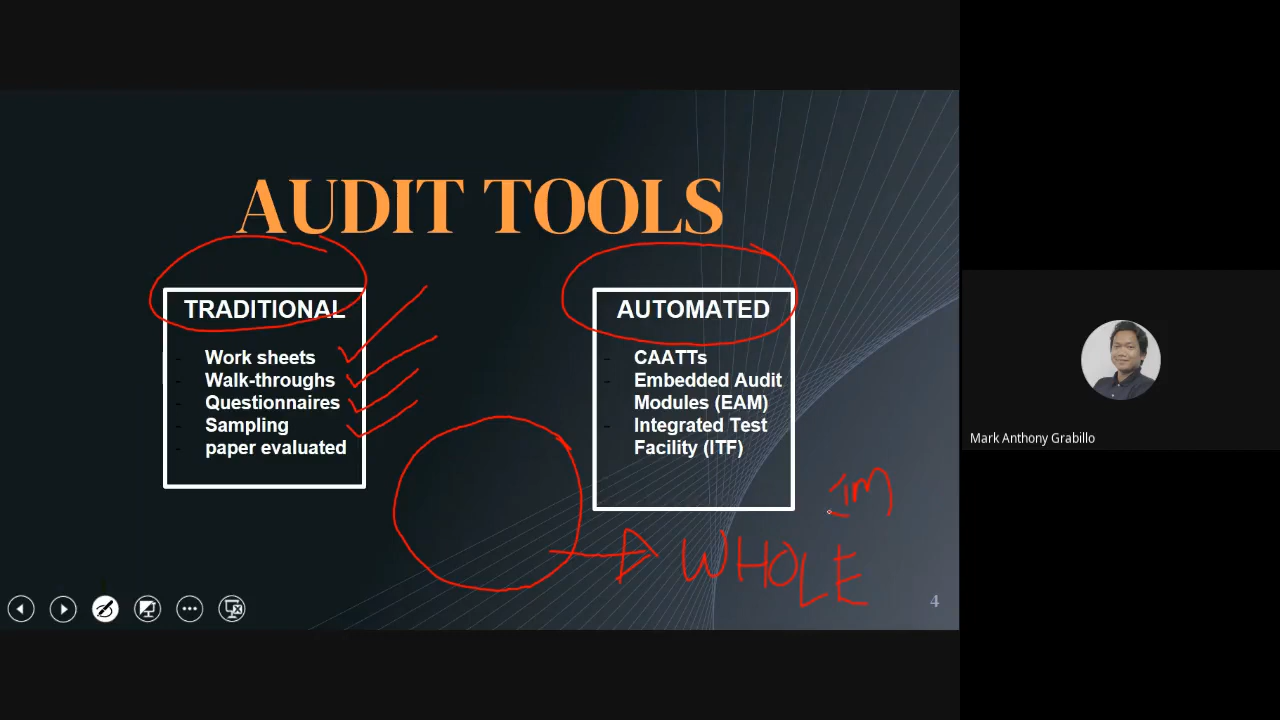 AUDIT TOOLS
TRADITIONAL
- Work sheets
- Walk-throughs
- Questionnaires
- Sampling
- paper evaluated
AUTOMATED
- CAATTs
- Embedded Audit
Modules (EAM)
- Integrated Test
Facility (ITF)
1m
WHOLE
4
Mark Anthony Grabillo